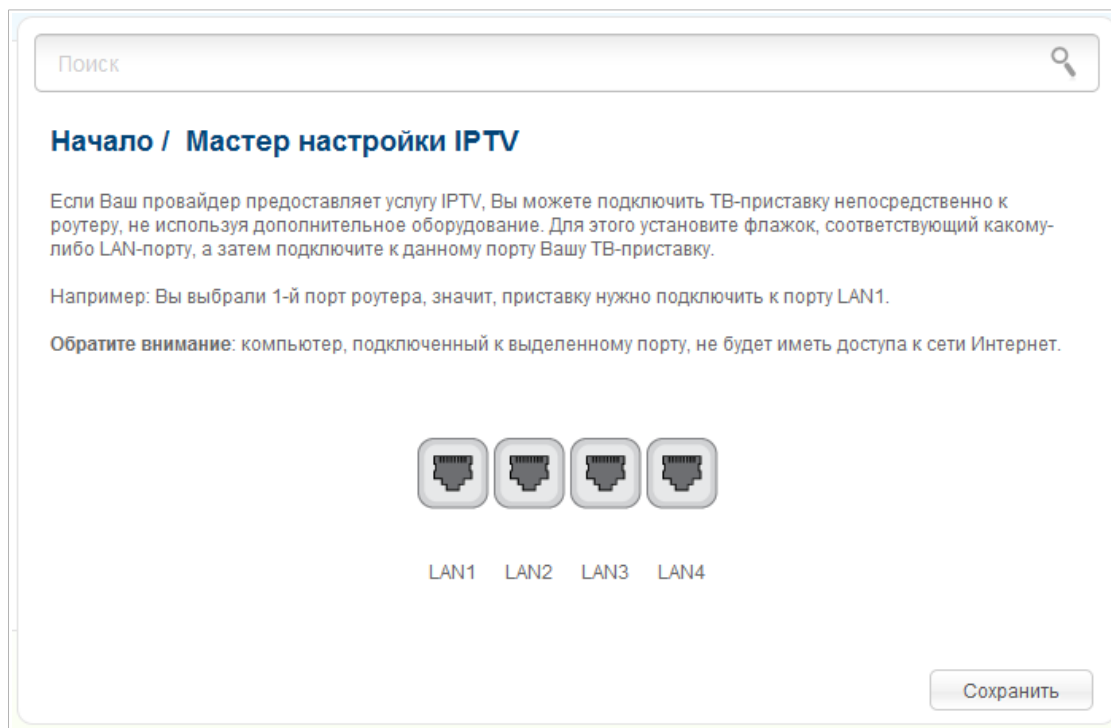 Поиск
Начало / Мастер настройки IPTV
Если Ваш провайдер предоставляет услугу IPTV, Вы можете подключить ТВ-приставку непосредственно к
роутеру, не используя дополнительное оборудование. Для этого установите флажок, соответствующий какому-
либо LAN-порту, а затем подключите к данному порту Вашу ТВ-приставку.
Например: Вы выбрали 1-й порт роутера, значит, приставку нужно подключить к порту LAN1.
Обратите внимание: компьютер, подключенный к выделенному порту, не будет иметь доступа к сети Интернет.
LAN1 LAN2 LAN3 LAN4
Сохранить